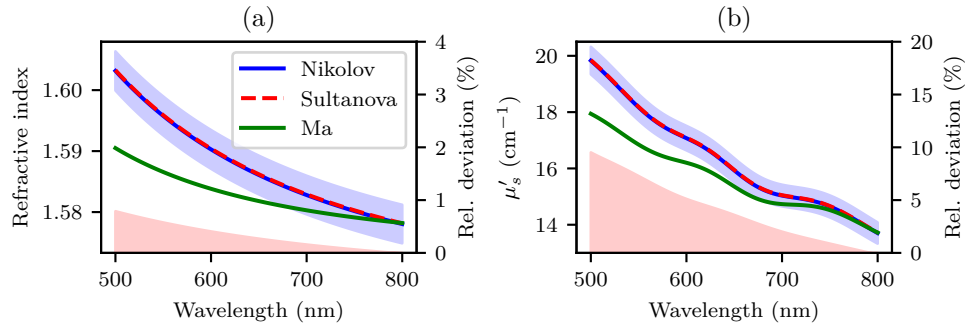 (a)
Refractive index
1.60
1.59
1.58
500
600
700
800
Wavelength (nm)
0
1
2
3
4
Rel. deviation (%)
Nikolov
Sultanova
Ma
(b)
μ′s (cm−1)
20
18
16
14
500
600
700
800
Wavelength (nm)
20
15
10
5
0
Rel. deviation (%)